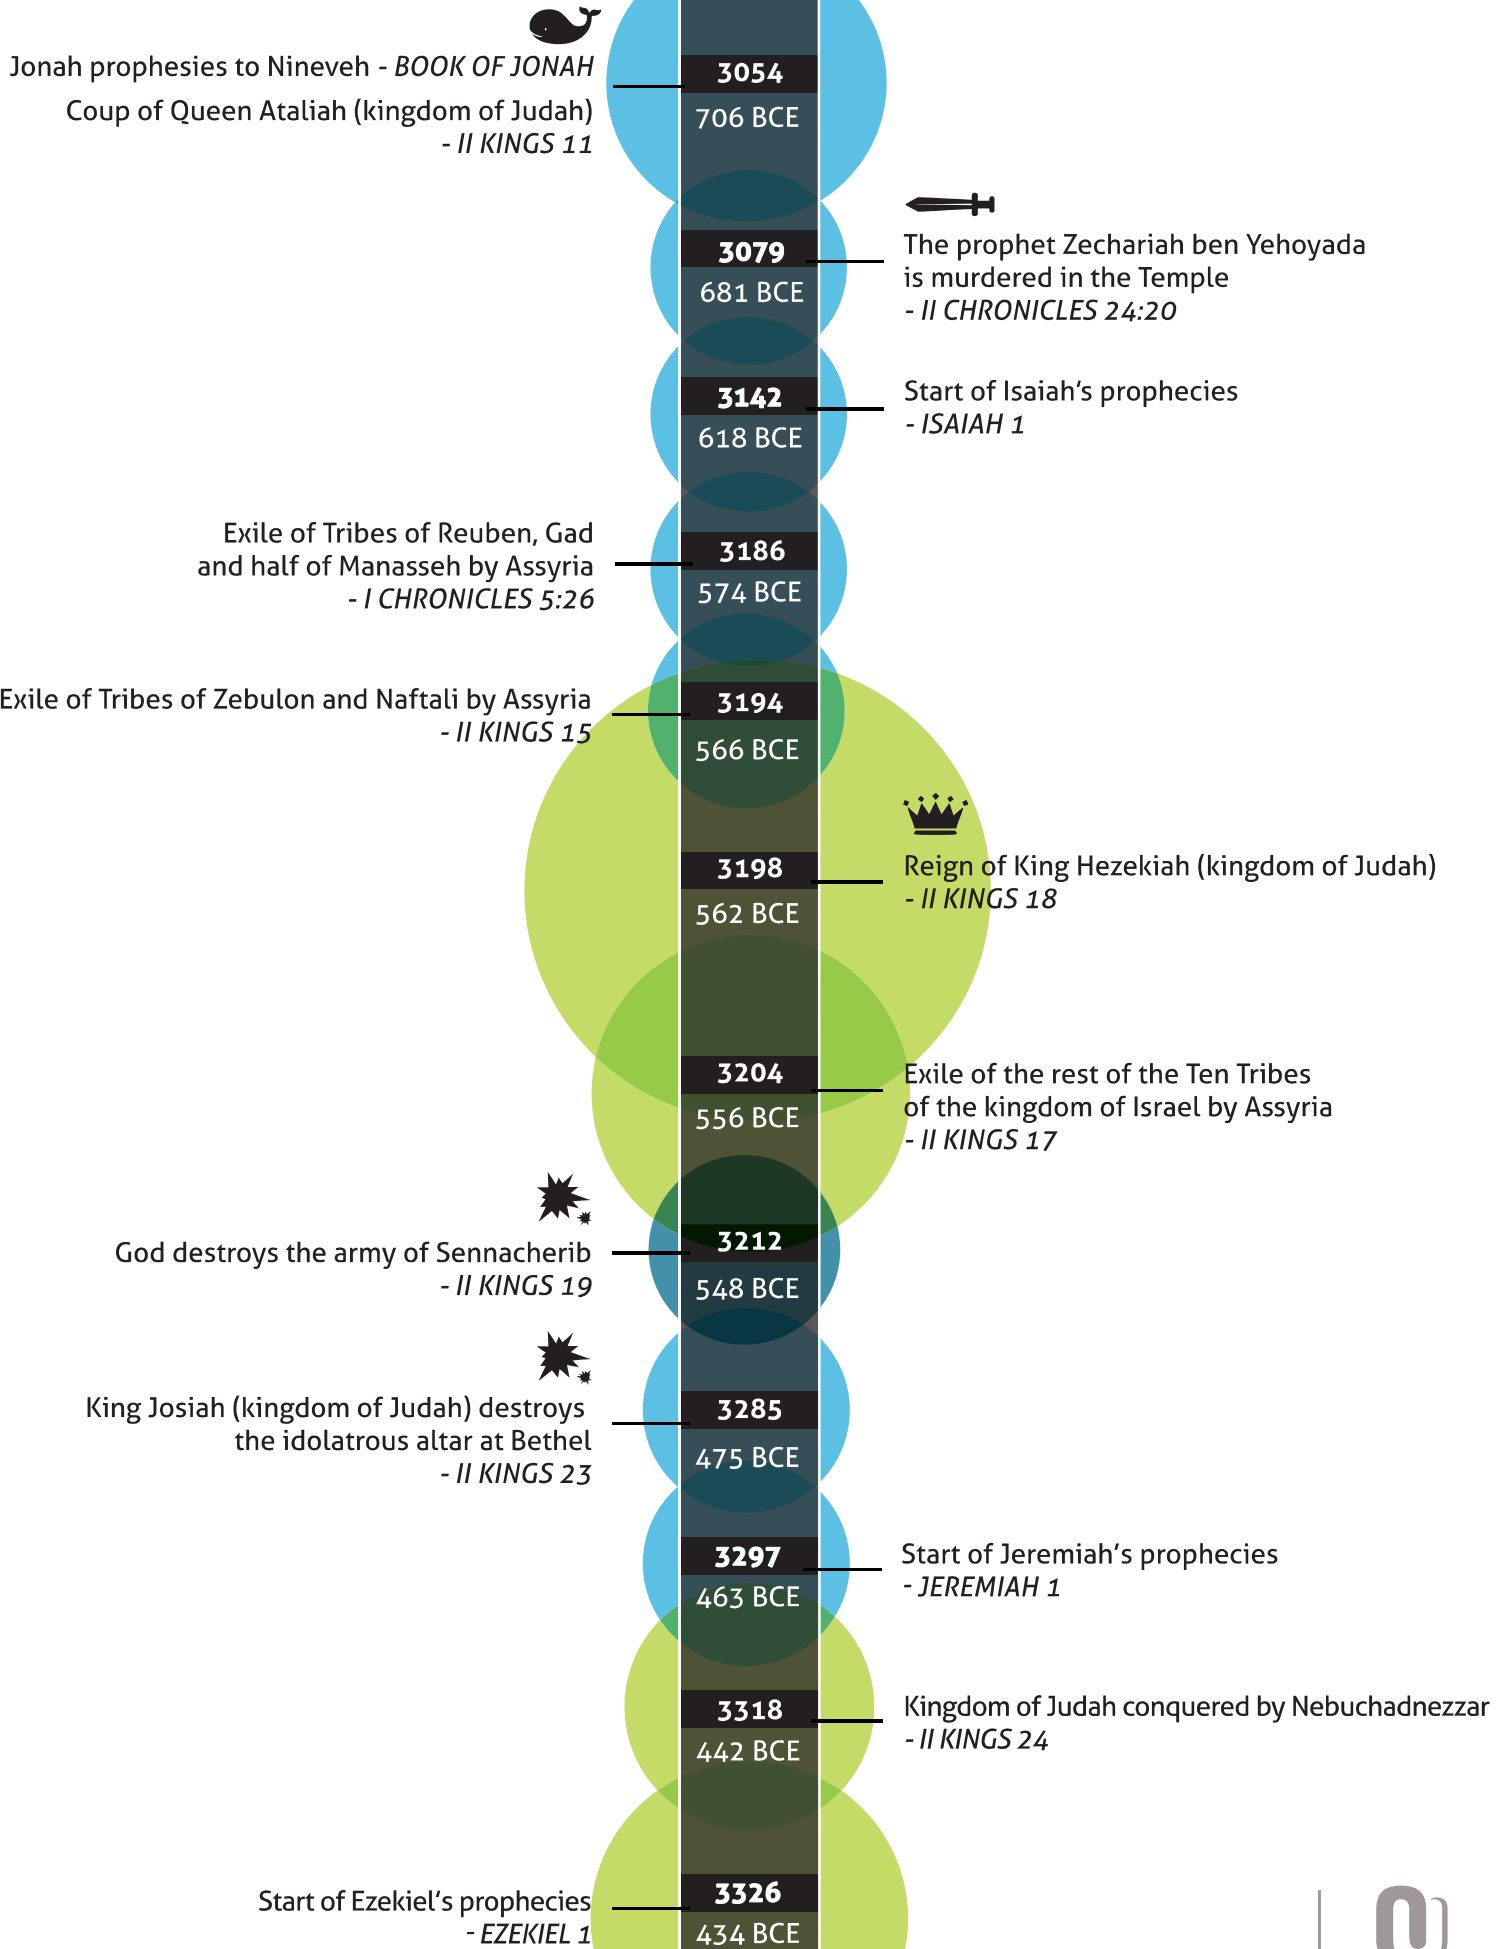 Jonah prophesies to Nineveh - BOOK OF JONAH
Coup of Queen Ataliah (kingdom of Judah)
- II KINGS 11
3054
706 BCE
3079
681 BCE
The prophet Zechariah ben Yehoyada
is murdered in the Temple
- II CHRONICLES 24:20
3142
618 BCE
Start of Isaiah's prophecies
- ISAIAH 1
Exile of Tribes of Reuben, Gad
and half of Manasseh by Assyria
- I CHRONICLES 5:26
3186
574 BCE
Exile of Tribes of Zebulon and Naftali by Assyria
- II KINGS 15
3194
566 BCE
3198
562 BCE
Reign of King Hezekiah (kingdom of Judah)
- II KINGS 18
3204
556 BCE
Exile of the rest of the Ten Tribes
of the kingdom of Israel by Assyria
- II KINGS 17
God destroys the army of Sennacherib
- II KINGS 19
3212
548 BCE
King Josiah (kingdom of Judah) destroys
the idolatrous altar at Bethel
- II KINGS 23
3285
475 BCE
3297
463 BCE
Start of Jeremiah's prophecies
- JEREMIAH 1
3318
442 BCE
Kingdom of Judah conquered by Nebuchadnezzar
- II KINGS 24
Start of Ezekiel's prophecies
- EZEKIEL 1
3326
434 BCE